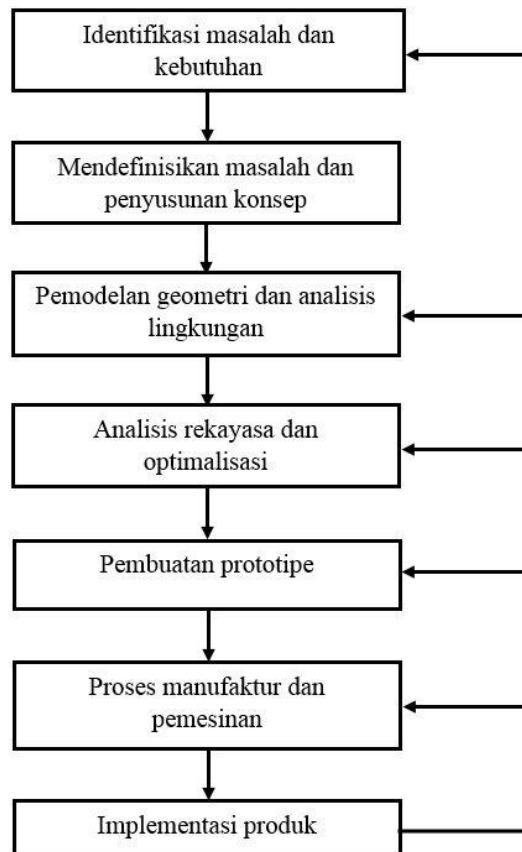 Identifikasi masalah dan
kebutuhan
Mendefinisikan masalah dan
penyusunan konsep
Pemodelan geometri dan analisis
lingkungan
Analisis rekayasa dan
optimalisasi
Pembuatan prototipe
Proses manufaktur dan
pemesinan
Implementasi produk